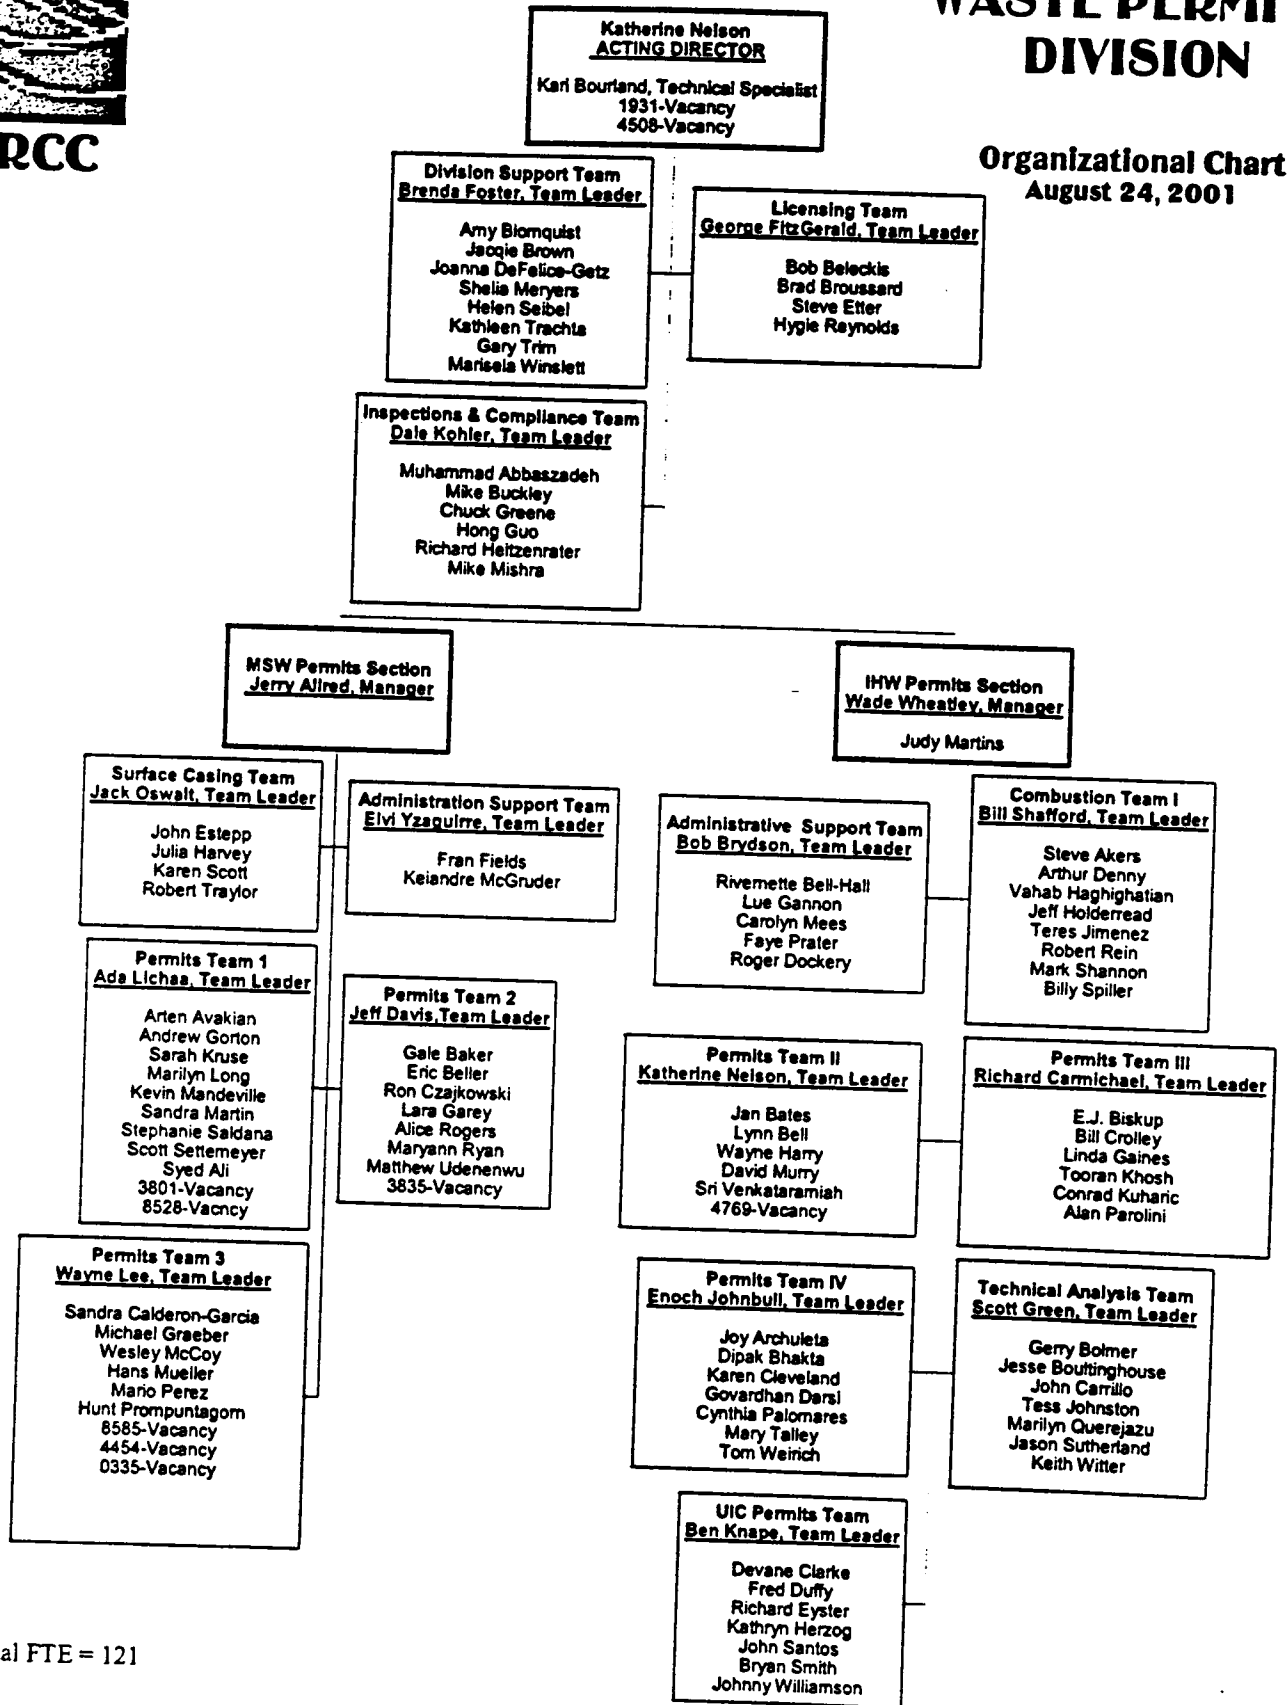 WASTE PERMI
DIVISION
RCC
Organizational Chart
August 24, 2001
Katherine Nelson
ACTING DIRECTOR
Kari Bourland, Technical Specialist
1931-Vacancy
4508-Vacancy
Division Support Team
Brenda Foster, Team Leader
Amy Blomquist
Jacqie Brown
Joanna DeFelice-Getz
Shelia Meryers
Helen Seibel
Kathleen Trachta
Gary Trim
Marisela Winslett
Licensing Team
George FitzGerald, Team Leader
Bob Beleckis
Brad Broussard
Steve Etter
Hygie Reynolds
Inspections & Compliance Team
Dale Kohler, Team Leader
Muhammad Abbaszadeh
Mike Buckley
Chuck Greene
Hong Guo
Richard Heitzenrater
Mike Mishra
MSW Permits Section
Jerry Allred, Manager
IHW Permits Section
Wade Wheatley, Manager
Judy Martins
Surface Casing Team
Jack Oswalt, Team Leader
John Estepp
Julia Harvey
Karen Scott
Robert Traylor
Administration Support Team
Elvi Yzaguirre, Team Leader
Fran Fields
Keiandre McGruder
Administrative Support Team
Bob Brydson, Team Leader
Rivernette Bell-Hall
Lue Gannon
Carolyn Mees
Faye Prater
Roger Dockery
Combustion Team I
Bill Shafford, Team Leader
Steve Akers
Arthur Denny
Vahab Haghighatian
Jeff Holderread
Teres Jimenez
Robert Rein
Mark Shannon
Billy Spiller
Permits Team 1
Ada Lichaa, Team Leader
Arten Avakian
Andrew Gorton
Sarah Kruse
Marilyn Long
Kevin Mandeville
Sandra Martin
Stephanie Saldana
Scott Settemeyer
Syed Ali
3801-Vacancy
8528-Vacncy
Permits Team 2
Jeff Davis,Team Leader
Gale Baker
Eric Beller
Ron Czajkowski
Lara Garey
Alice Rogers
Maryann Ryan
Matthew Udenenwu
3835-Vacancy
Permits Team II
Katherine Nelson, Team Leader
Jan Bates
Lynn Bell
Wayne Harry
David Murry
Sri Venkataramiah
4769-Vacancy
Permits Team III
Richard Carmichael, Team Leader
E.J. Biskup
Bill Crolley
Linda Gaines
Tooran Khosh
Conrad Kuharic
Alan Parolini
Permits Team 3
Wayne Lee, Team Leader
Sandra Calderon-Garcia
Michael Graeber
Wesley McCoy
Hans Mueller
Mario Perez
Hunt Prompuntagorn
8585-Vacancy
4454-Vacancy
0335-Vacancy
Permits Team IV
Enoch Johnbull, Team Leader
Joy Archuleta
Dipak Bhakta
Karen Cleveland
Govardhan Darsi
Cynthia Palomares
Mary Talley
Tom Weirich
Technical Analysis Team
Scott Green, Team Leader
Gerry Bolmer
Jesse Boultinghouse
John Carrillo
Tess Johnston
Marilyn Querejazu
Jason Sutherland
Keith Witter
UIC Permits Team
Ben Knape, Team Leader
Devane Clarke
Fred Duffy
Richard Eyster
Kathryn Herzog
John Santos
Bryan Smith
Johnny Williamson
al FTE = 121